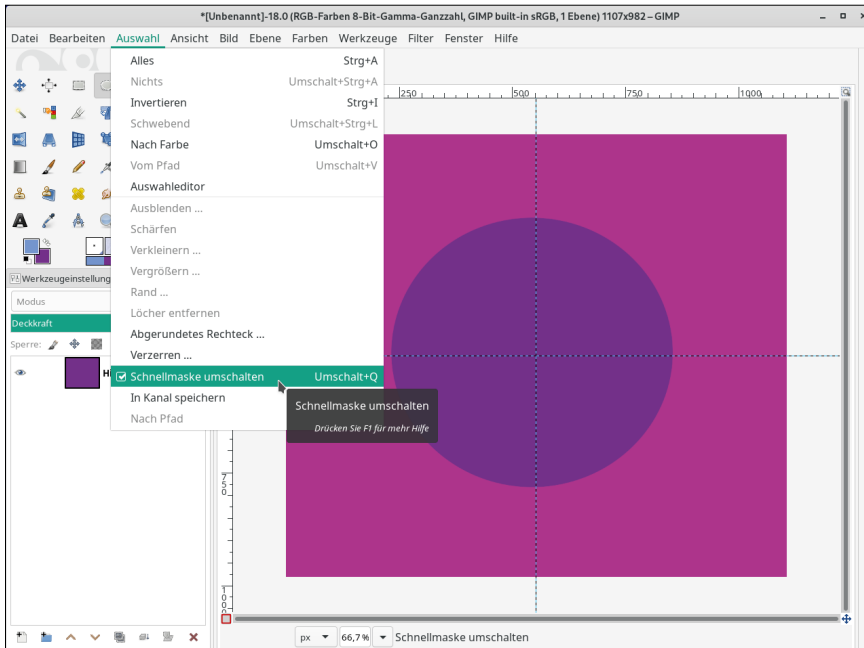 *[Unbenannt]-18.0 (RGB-Farben 8-Bit-Gamma-Ganzzahl, GIMP built-in sRGB, 1 Ebene) 1107x982 – GIMP
Datei Bearbeiten Auswahl Ansicht Bild Ebene Farben Werkzeuge Filter Fenster Hilfe
Alles Strg+A
Nichts Umschalt+Strg+A
Invertieren Strg+I
Schwebend Umschalt+Strg+L
Nach Farbe Umschalt+O
Vom Pfad Umschalt+V
Auswahleditor
Ausblenden ...
Schärfen
Verkleinern ...
Vergrößern ...
Rand ...
Löcher entfernen
Abgerundetes Rechteck ...
Verzerren ...
Schnellmaske umschalten Umschalt+Q
In Kanal speichern
Nach Pfad
Schnellmaske umschalten
Drücken Sie F1 für mehr Hilfe
250 500 750 1000
Werkzeugeinstellung
Modus
Deckkraft
Sperre:
750
1000
px 66,7 % Schnellmaske umschalten